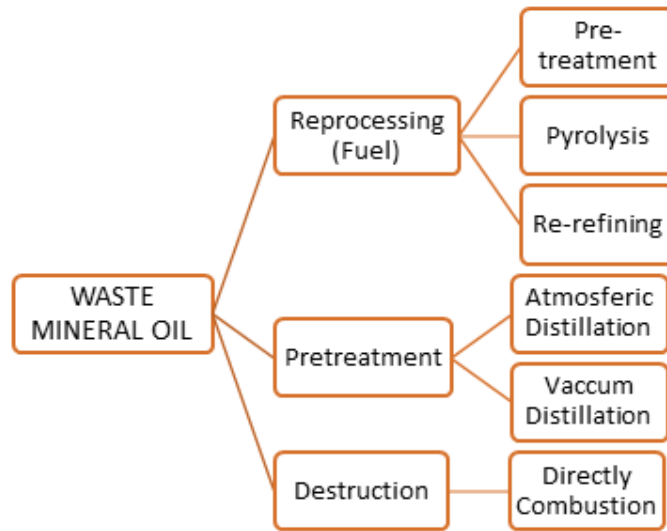 Pre-
treatment
Reprocessing
(Fuel)
Pyrolysis
Re-refining
WASTE
MINERAL OIL
Atmosferic
Distillation
Pretreatment
Vaccum
Distillation
Destruction
Directly
Combustion